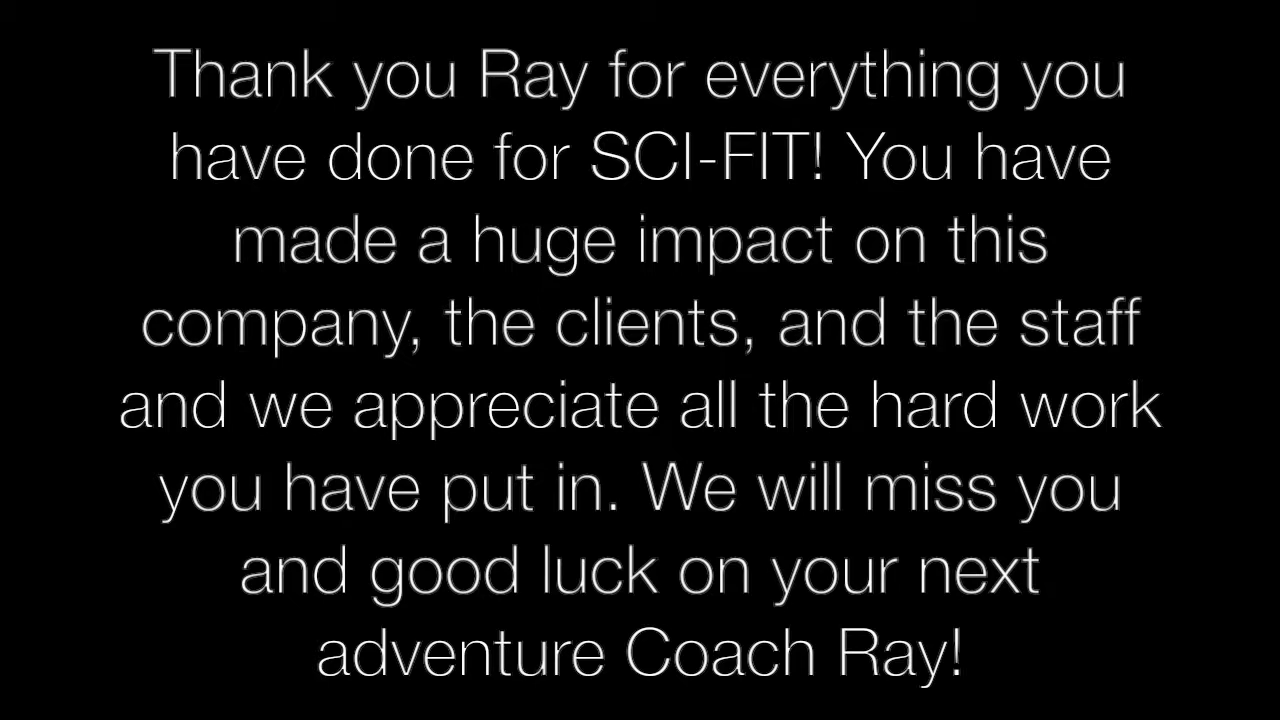 Thank you Ray for everything you
have done for SCI-FIT! You have
made a huge impact on this
company, the clients, and the staff
and we appreciate all the hard work
you have put in. We will miss you
and good luck on your next
adventure Coach Ray!